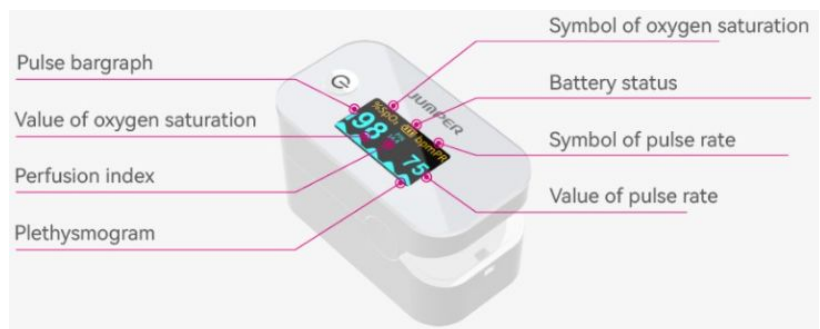 Symbol of oxygen saturation
Pulse bargraph
Battery status
Value of oxygen saturation
Symbol of pulse rate
Perfusion index
Value of pulse rate
Plethysmogram
JUMPER
%SpO₂
bpmPR
98
75